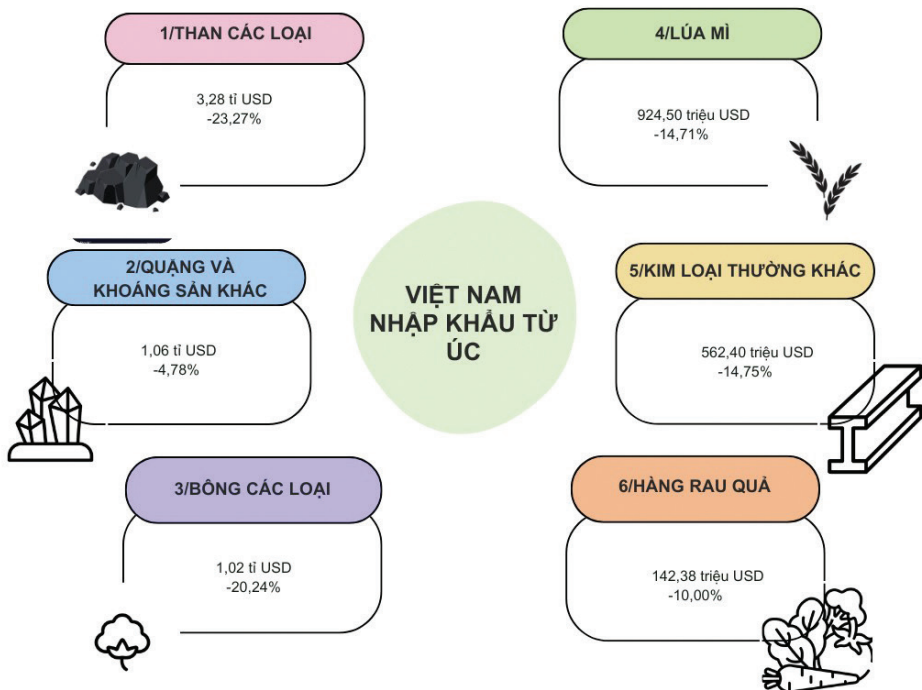 1/THAN CÁC LOẠI
3,28 tỉ USD
-23,27%
2/QUẶNG VÀ
KHOÁNG SẢN KHÁC
1,06 tỉ USD
-4,78%
3/BÔNG CÁC LOẠI
1,02 tỉ USD
-20,24%
VIỆT NAM
NHẬP KHẨU TỪ
ÚC
4/LÚA MÌ
924,50 triệu USD
-14,71%
5/KIM LOẠI THƯỜNG KHÁC
562,40 triệu USD
-14,75%
6/HÀNG RAU QUẢ
142,38 triệu USD
-10,00%